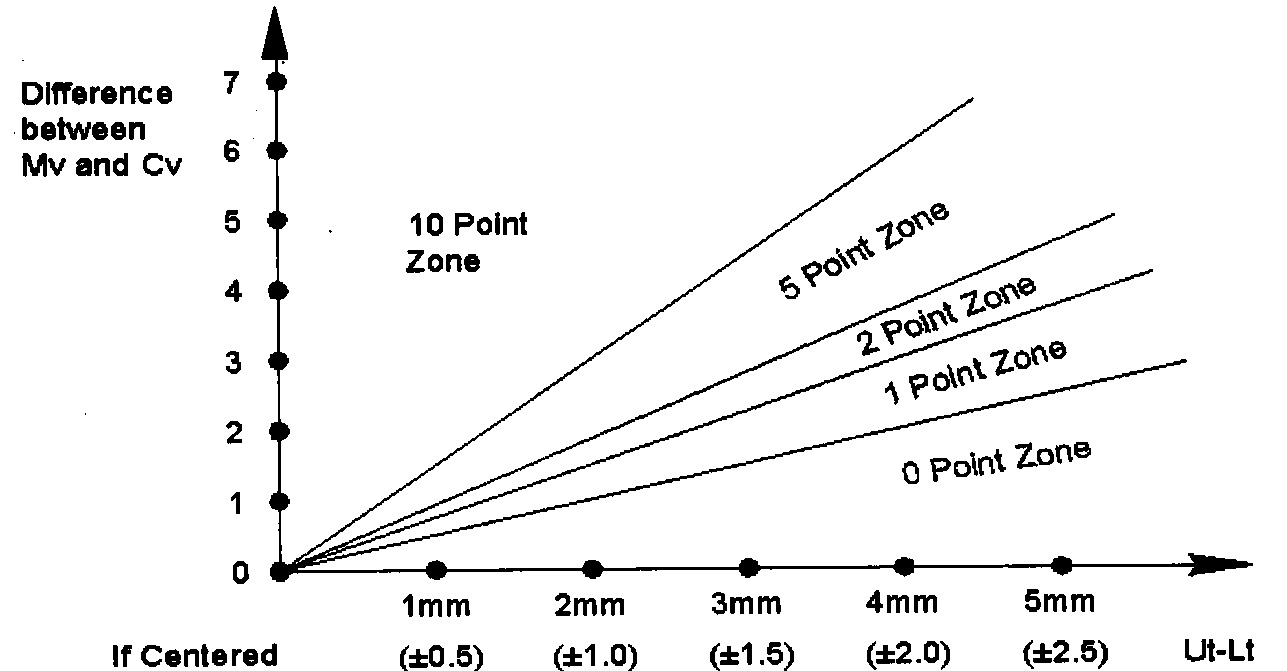 7
Difference
between
Mv and Cv
6
5
10 Point
Zone
5 Point Zone
4
2 Point Zone
3
1 Point Zone
2
0 Point Zone
1
0
1mm 2mm 3mm 4mm 5mm
If Centered (±0.5) (±1.0) (±1.5) (±2.0) (±2.5) Ut-Lt